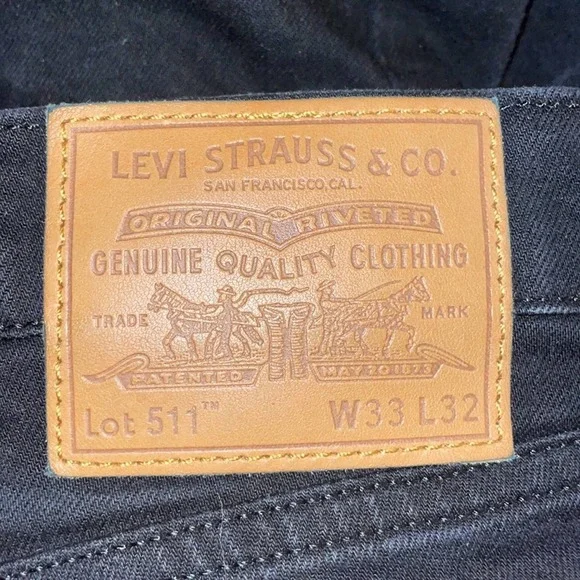 LEVI STRAUSS & CO.
SAN FRANCISCO, CAL.
ORIGINAL RIVETED
GENUINE QUALITY CLOTHING
TRADE MARK
PATENTED MAY 20 1873
Lot 511™ W33 L32